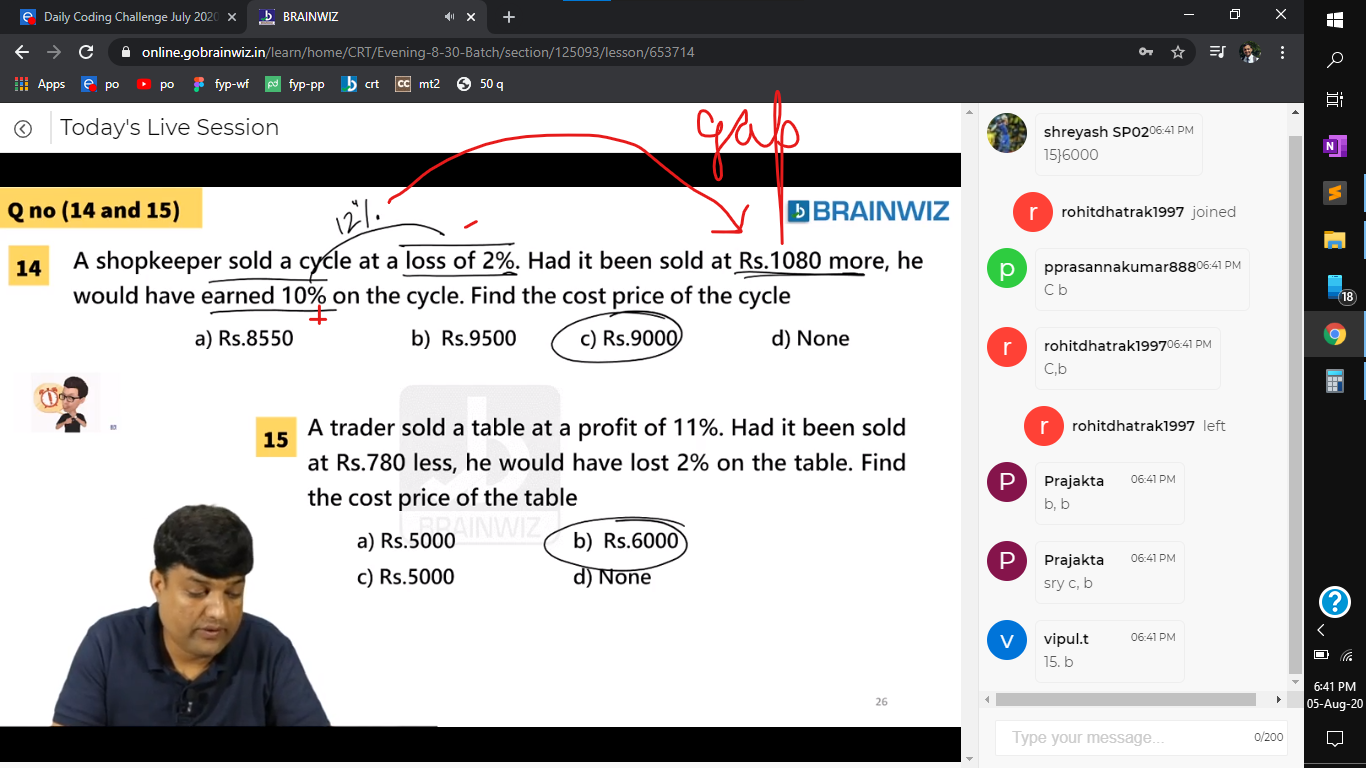 Daily Coding Challenge July 2020
BRAINWIZ
online.gobrainwiz.in/learn/home/CRT/Evening-8-30-Batch/section/125093/lesson/653714
Apps po po fyp-wf fyp-pp crt mt2 50 q
Today's Live Session
gap
Q no (14 and 15)
12%.
BRAINWIZ
14
A shopkeeper sold a cycle at a loss of 2%. Had it been sold at Rs.1080 more, he
would have earned 10% on the cycle. Find the cost price of the cycle
a) Rs.8550 b) Rs.9500 c) Rs.9000 d) None
15
A trader sold a table at a profit of 11%. Had it been sold
at Rs.780 less, he would have lost 2% on the table. Find
the cost price of the table
BRAINWIZ
a) Rs.5000 b) Rs.6000
c) Rs.5000 d) None
26
shreyash SP02 06:41 PM
15}6000
r rohitdhatrak1997 joined
p pprasannakumar888 06:41 PM
C b
r rohitdhatrak1997 06:41 PM
C,b
r rohitdhatrak1997 left
P Prajakta 06:41 PM
b, b
P Prajakta 06:41 PM
sry c, b
v vipul.t 06:41 PM
15. b
Type your message... 0/200
18
6:41 PM
05-Aug-20